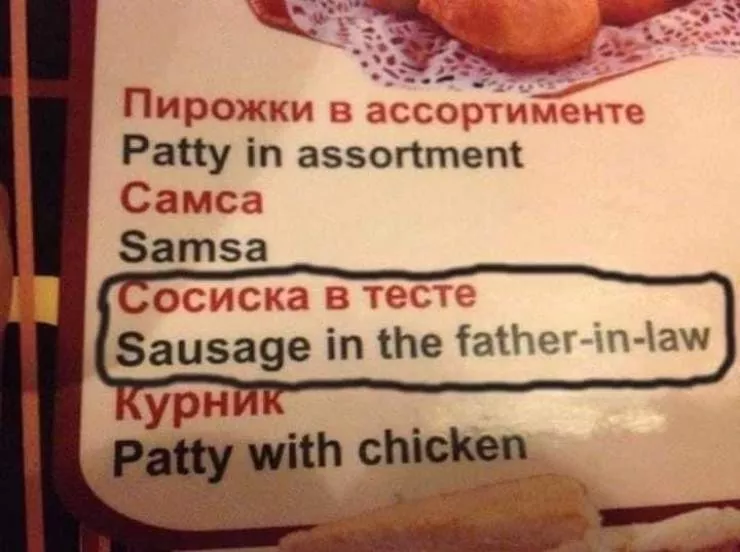 Пирожки в ассортименте
Patty in assortment
Самса
Samsa
Сосиска в тесте
Sausage in the father-in-law
Курник
Patty with chicken